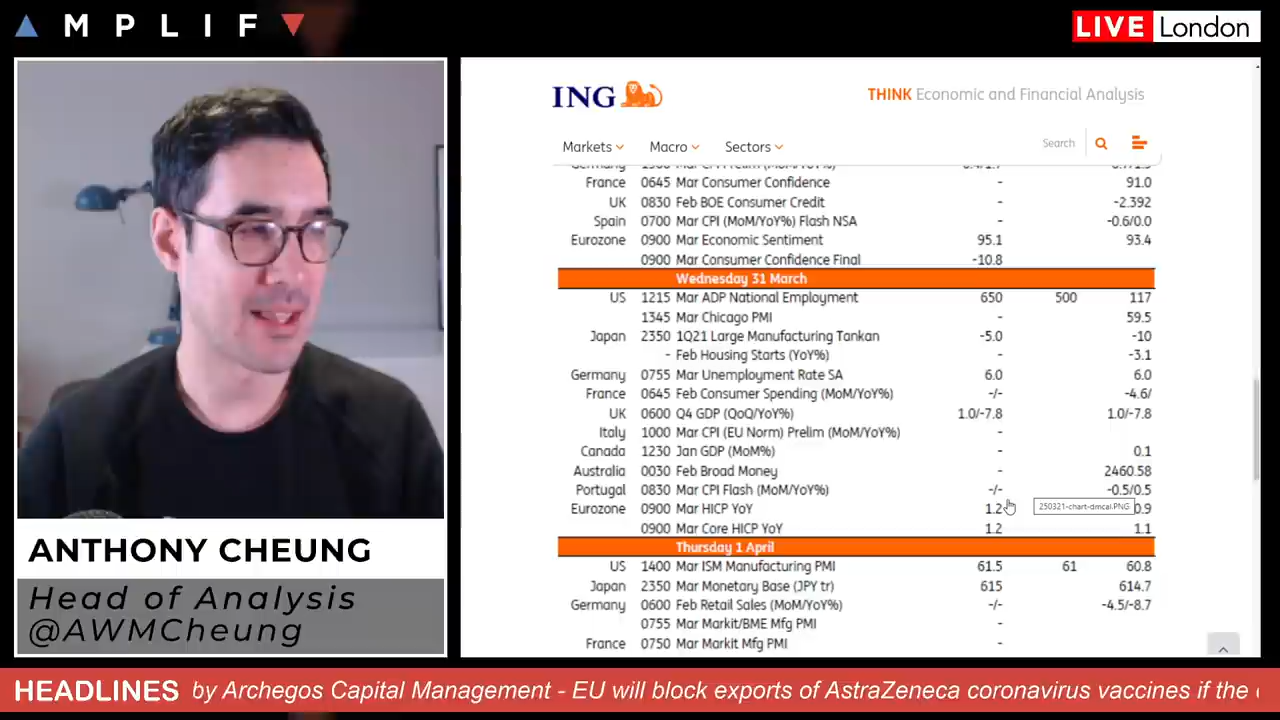 AMPLIFY
LIVE London
ING
THINK Economic and Financial Analysis
Markets
Macro
Sectors
Search
France 0645 Mar Consumer Confidence - 91.0
UK 0830 Feb BOE Consumer Credit - -2.392
Spain 0700 Mar CPI (MoM/YoY%) Flash NSA - -0.6/0.0
Eurozone 0900 Mar Economic Sentiment 95.1 93.4
0900 Mar Consumer Confidence Final -10.8
Wednesday 31 March
US 1215 Mar ADP National Employment 650 500 117
1345 Mar Chicago PMI - 59.5
Japan 2350 1Q21 Large Manufacturing Tankan -5.0 -10
- Feb Housing Starts (YoY%) - -3.1
Germany 0755 Mar Unemployment Rate SA 6.0 6.0
France 0645 Feb Consumer Spending (MoM/YoY%) -/- -4.6/
UK 0600 Q4 GDP (QoQ/YoY%) 1.0/-7.8 1.0/-7.8
Italy 1000 Mar CPI (EU Norm) Prelim (MoM/YoY%) -
Canada 1230 Jan GDP (MoM%) - 0.1
Australia 0030 Feb Broad Money - 2460.58
Portugal 0830 Mar CPI Flash (MoM/YoY%) -/- -0.5/0.5
Eurozone 0900 Mar HICP YoY 1.2 0.9
250321-chart-dmcal.PNG
0900 Mar Core HICP YoY 1.2 1.1
Thursday 1 April
US 1400 Mar ISM Manufacturing PMI 61.5 61 60.8
Japan 2350 Mar Monetary Base (JPY tr) 615 614.7
Germany 0600 Feb Retail Sales (MoM/YoY%) -/- -4.5/-8.7
0755 Mar Markit/BME Mfg PMI -
France 0750 Mar Markit Mfg PMI -
ANTHONY CHEUNG
Head of Analysis
@AWMCheung
HEADLINES by Archegos Capital Management - EU will block exports of AstraZeneca coronavirus vaccines if the